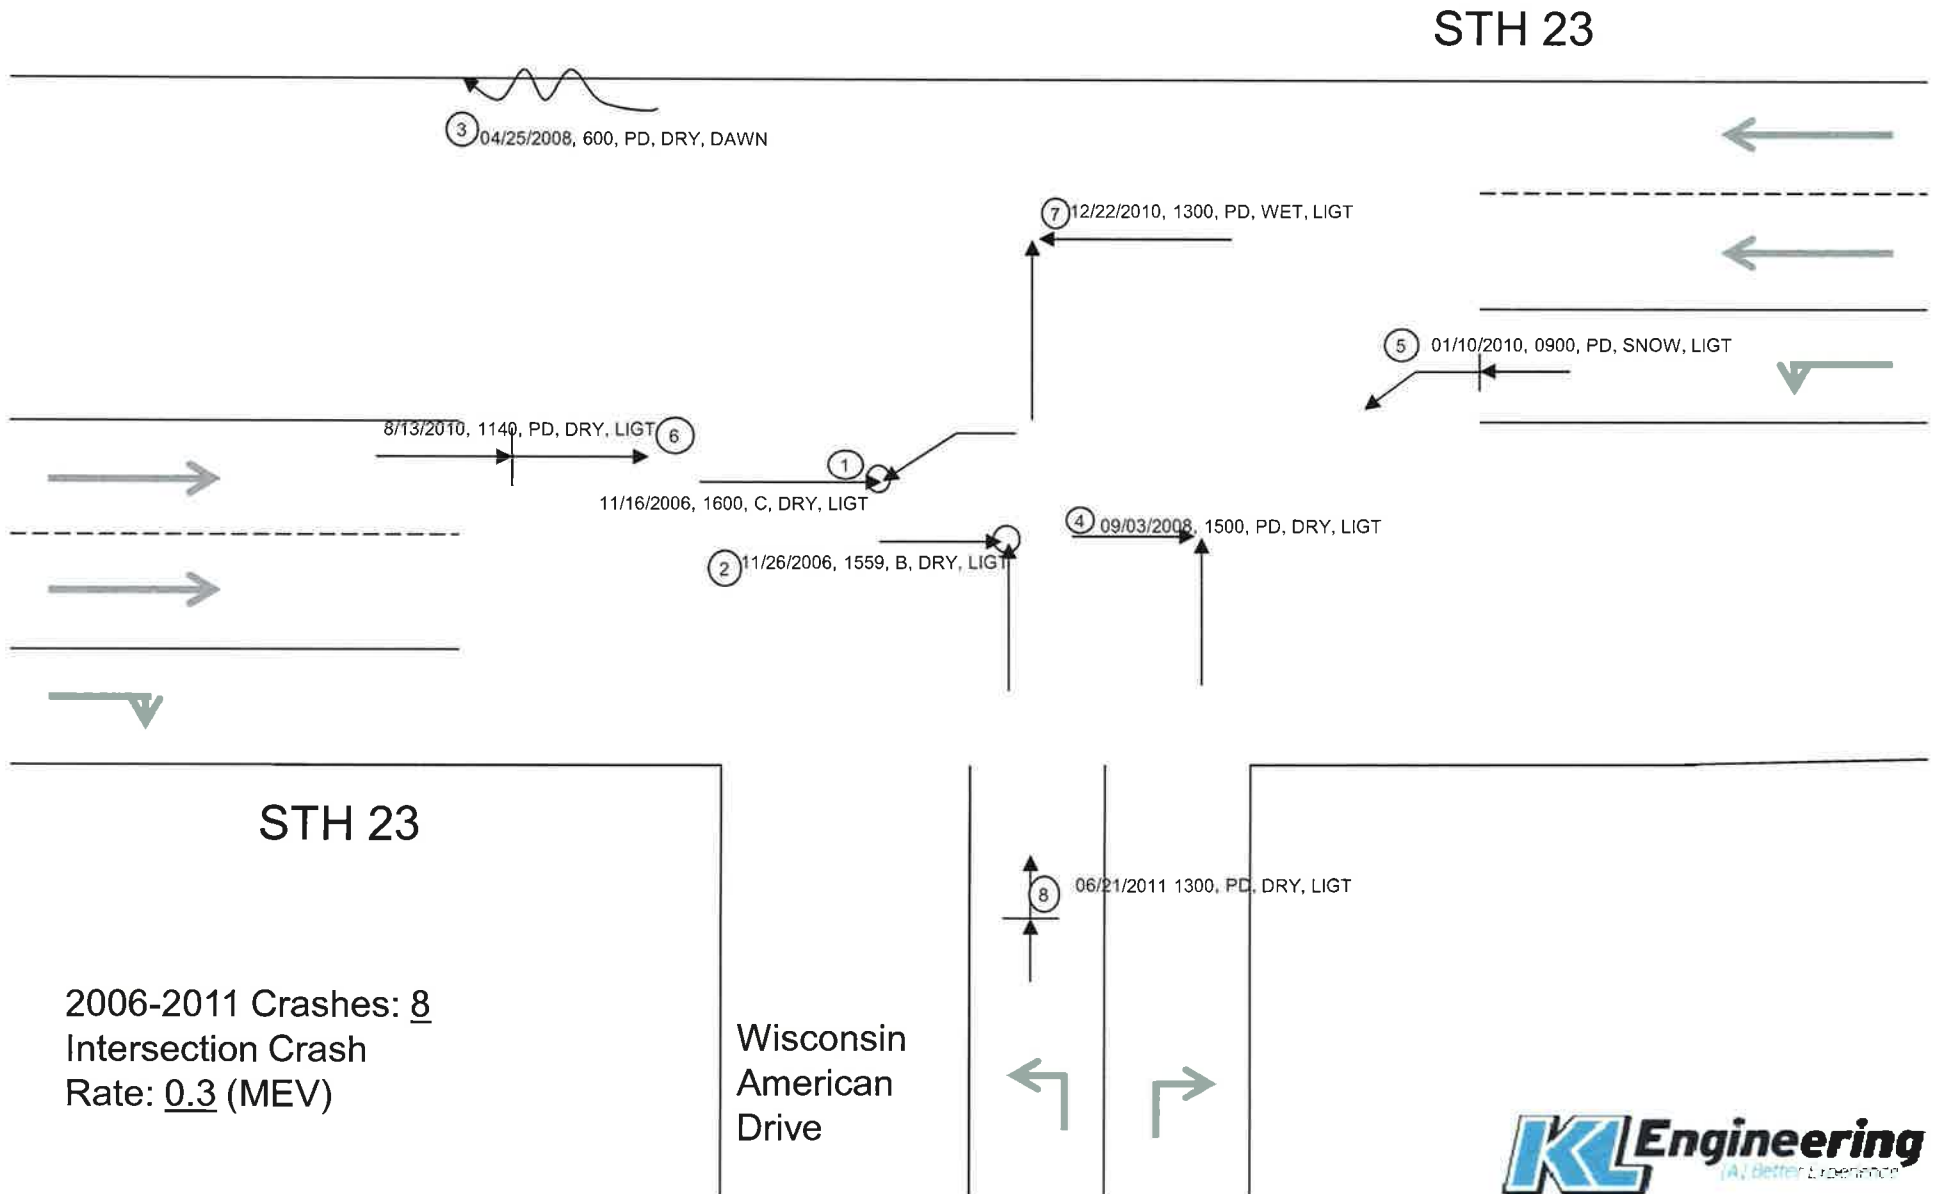 STH 23
3 04/25/2008, 600, PD, DRY, DAWN
7 12/22/2010, 1300, PD, WET, LIGT
5 01/10/2010, 0900, PD, SNOW, LIGT
8/13/2010, 1140, PD, DRY, LIGT 6
1
11/16/2006, 1600, C, DRY, LIGT
4 09/03/2008, 1500, PD, DRY, LIGT
2 11/26/2006, 1559, B, DRY, LIGT
STH 23
8 06/21/2011 1300, PD, DRY, LIGT
2006-2011 Crashes: 8
Intersection Crash
Rate: 0.3 (MEV)
Wisconsin
American
Drive
KL Engineering
[A] Better Experience